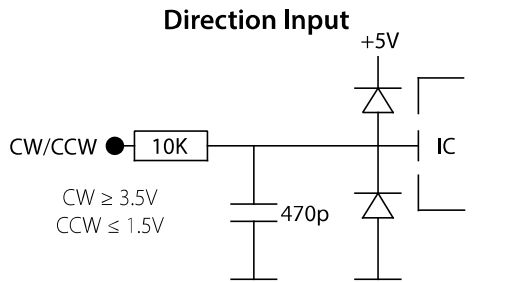 Direction Input
+5V
CW/CCW
10K
IC
CW ≥ 3.5V
CCW ≤ 1.5V
470p